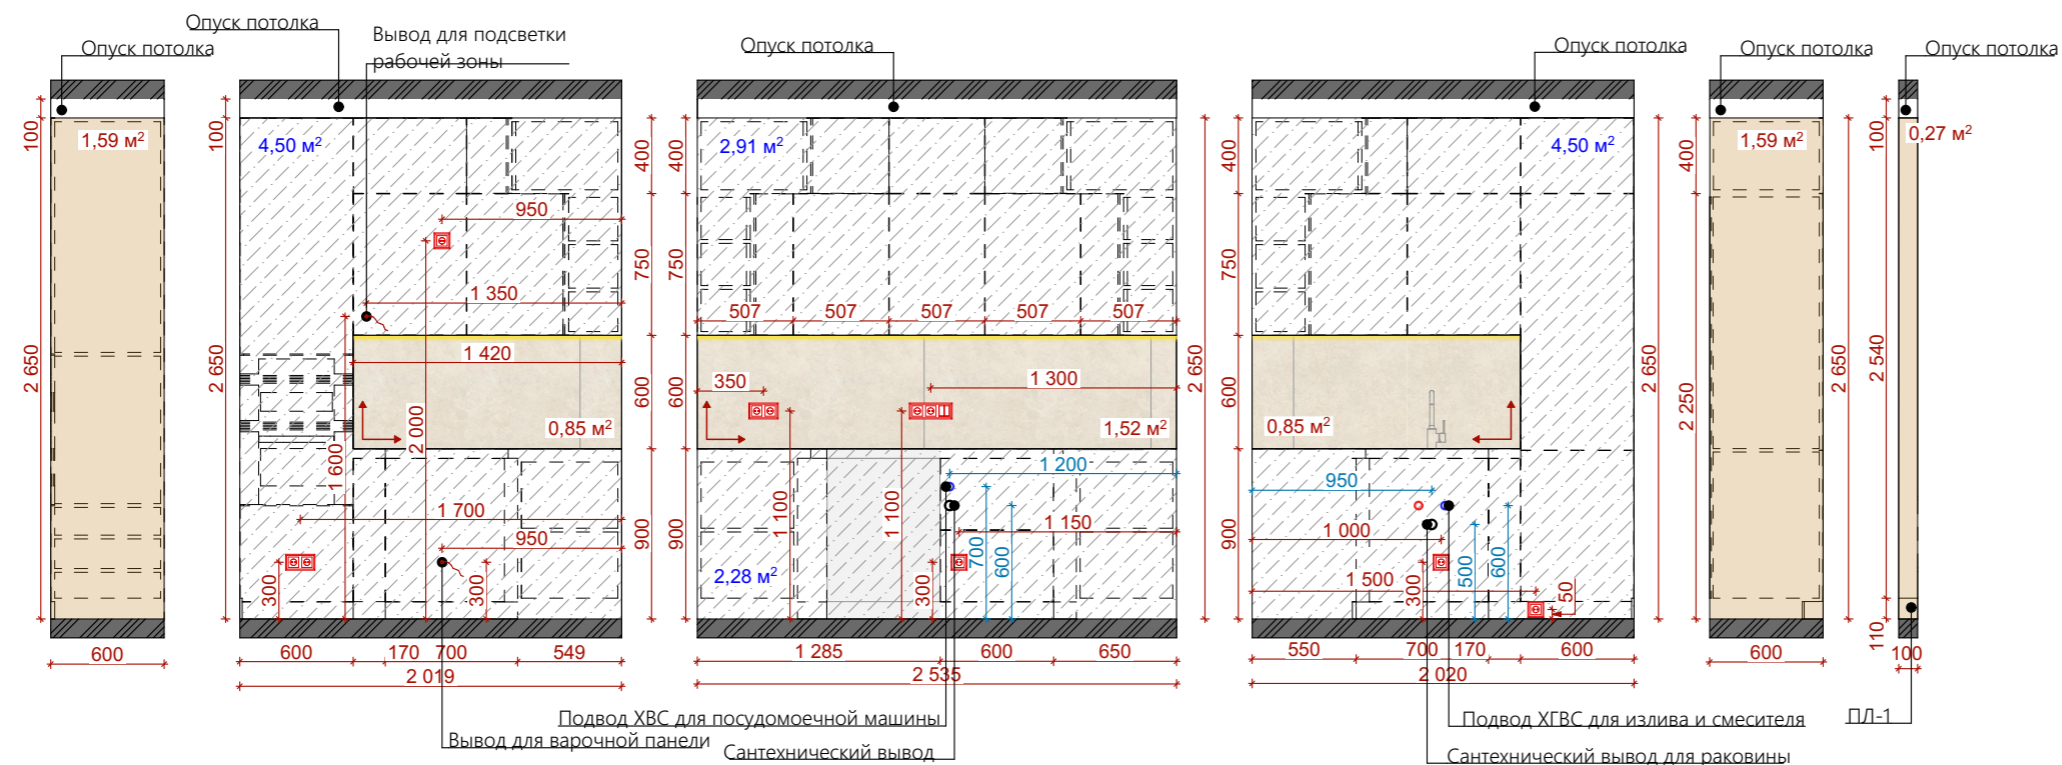 Опуск потолка
Опуск потолка
Вывод для подсветки
рабочей зоны
Опуск потолка
Опуск потолка
Опуск потолка
Опуск потолка
100
2 650
1,59 м²
600
100
2 650
4,50 м²
950
1 350
1 420
2 000
1 600
0,85 м²
1 700
950
300
300
400
750
600
900
600
170
700
549
2 019
400
750
600
900
2,91 м²
507
507
507
507
507
350
1 300
1,52 м²
1 100
1 100
1 200
1 150
700
600
300
2,28 м²
2 650
1 285
600
650
2 535
400
750
600
900
4,50 м²
0,85 м²
950
1 000
1 500
300
500
600
50
2 650
550
700
170
600
2 020
400
2 250
1,59 м²
2 650
600
100
2 540
110
0,27 м²
100
Подвод ХВС для посудомоечной машины
Вывод для варочной панели
Сантехнический вывод
Подвод ХГВС для излива и смесителя
Сантехнический вывод для раковины
ПЛ-1